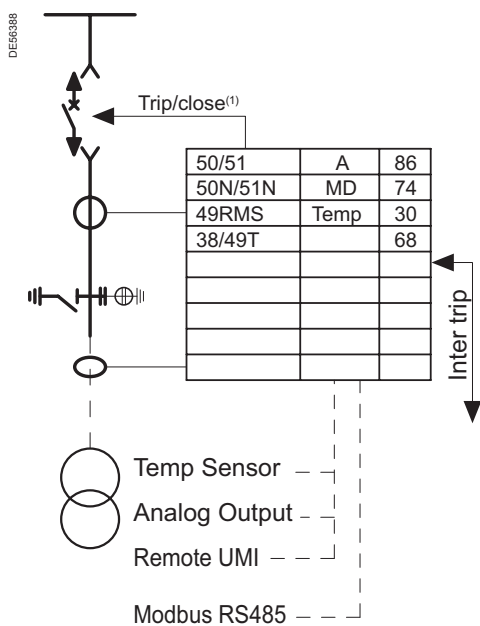 DE56388
Trip/close(1)
50/51 A 86
50N/51N MD 74
49RMS Temp 30
38/49T 68
Inter trip
Temp Sensor
Analog Output
Remote UMI
Modbus RS485